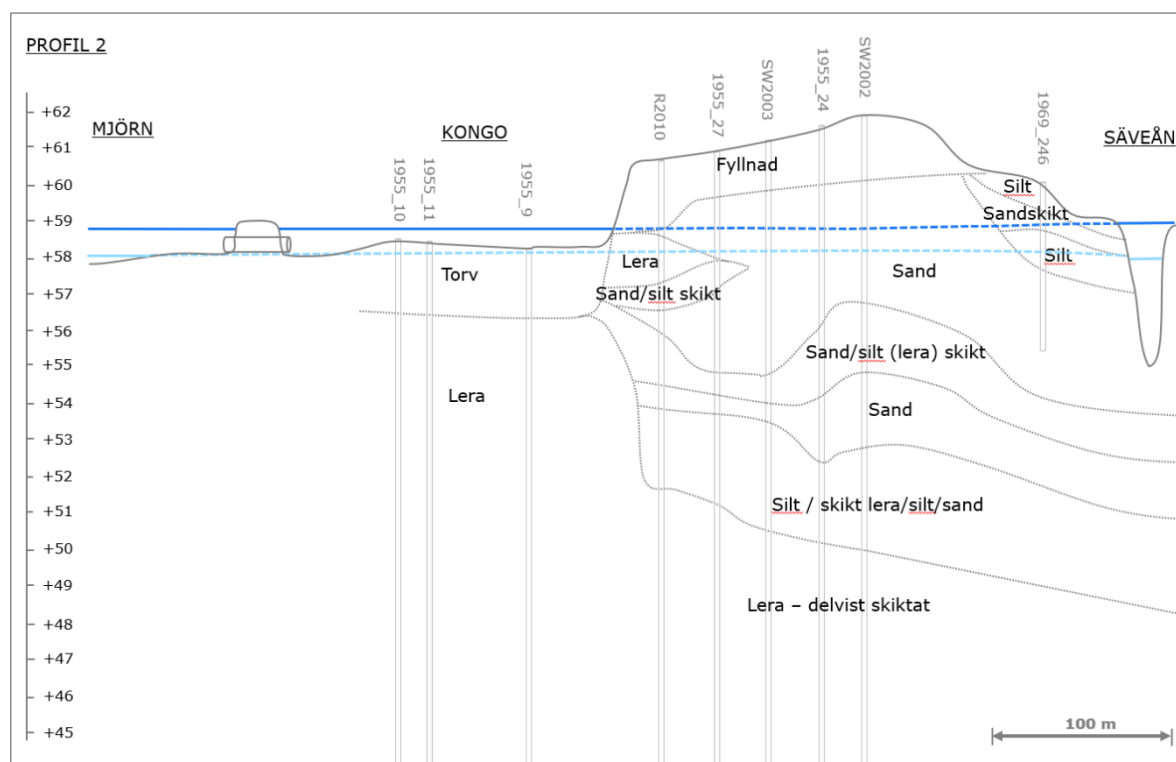 PROFIL 2
MJÖRN
KONGO
SÄVEÅN
+62
+61
+60
+59
+58
+57
+56
+55
+54
+53
+52
+51
+50
+49
+48
+47
+46
+45
1955_10
1955_11
1955_9
R2010
1955_27
SW2003
1955_24
SW2002
1969_246
Fyllnad
Silt
Sandskikt
Silt
Torv
Lera
Sand
Sand/silt skikt
Sand/silt (lera) skikt
Lera
Sand
Silt / skikt lera/silt/sand
Lera – delvist skiktat
100 m